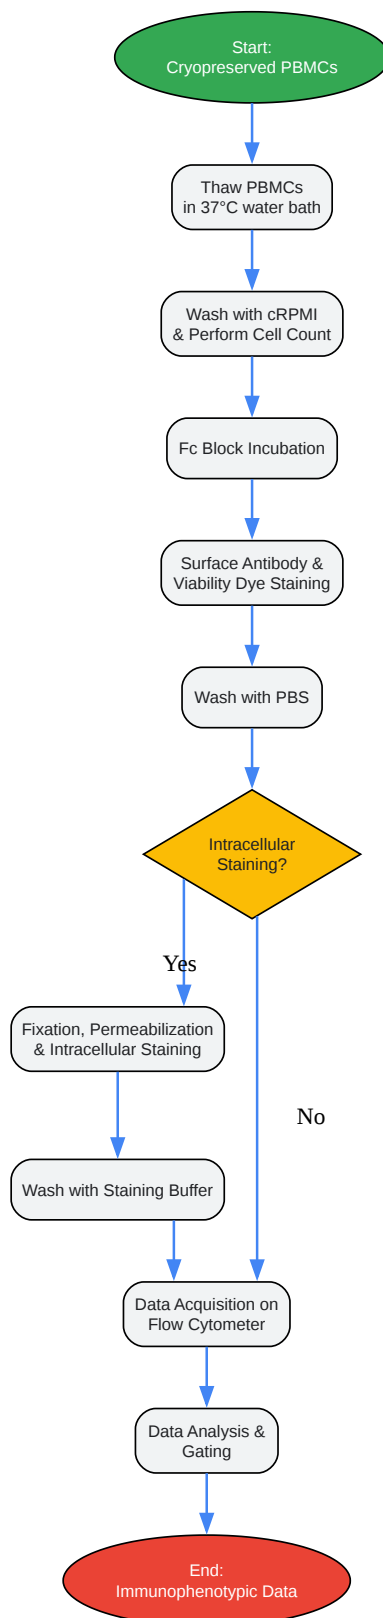 Start:
Cryopreserved PBMCs
Thaw PBMCs
in 37°C water bath
Wash with cRPMI
& Perform Cell Count
Fc Block Incubation
Surface Antibody &
Viability Dye Staining
Wash with PBS
Intracellular
Staining?
Yes
Fixation, Permeabilization
& Intracellular Staining
No
Wash with Staining Buffer
Data Acquisition on
Flow Cytometer
Data Analysis &
Gating
End:
Immunophenotypic Data